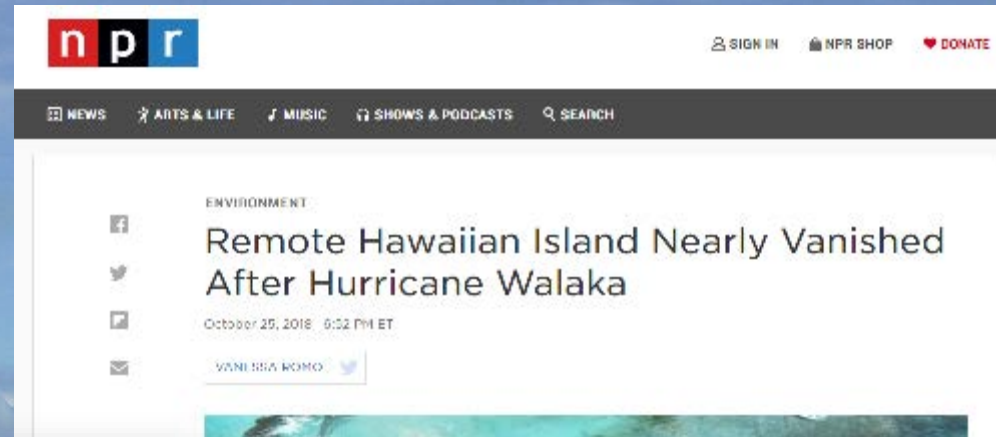 npr
SIGN IN NPR SHOP DONATE
NEWS ARTS & LIFE MUSIC SHOWS & PODCASTS SEARCH
ENVIRONMENT
Remote Hawaiian Island Nearly Vanished
After Hurricane Walaka
October 25, 2018 6:02 PM ET
VANESSA ROMO